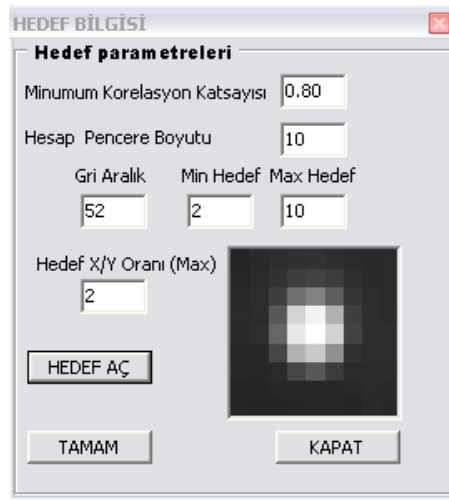 HEDEF BİLGİSİ
Hedef parametreleri
Minumum Korelasyon Katsayısı 0.80
Hesap Pencere Boyutu 10
Gri Aralık Min Hedef Max Hedef
52 2 10
Hedef X/Y Oranı (Max)
2
HEDEF AÇ
TAMAM KAPAT